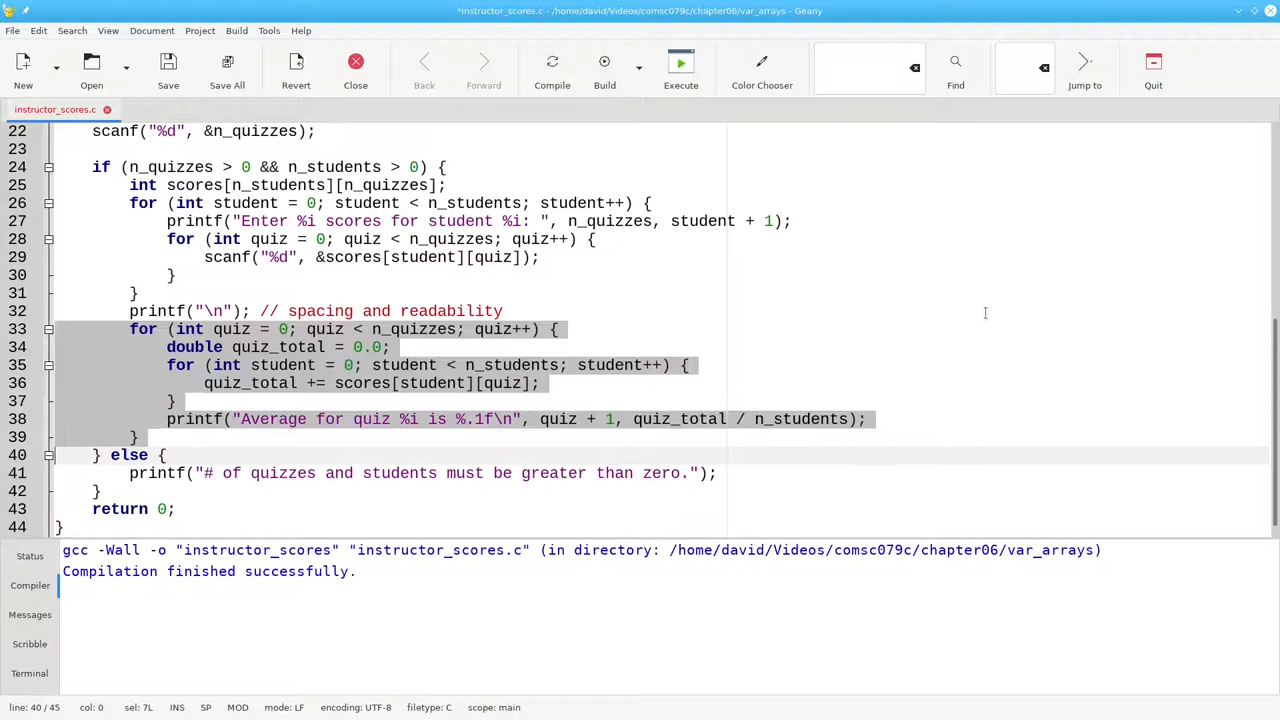 *instructor_scores.c - /home/david/Videos/comsc079c/chapter06/var_arrays - Geany
File Edit Search View Document Project Build Tools Help
New Open Save Save All Revert Close Back Forward Compile Build Execute Color Chooser Find Jump to Quit
instructor_scores.c
22 scanf("%d", &n_quizzes);
23
24 if (n_quizzes > 0 && n_students > 0) {
25 int scores[n_students][n_quizzes];
26 for (int student = 0; student < n_students; student++) {
27 printf("Enter %i scores for student %i: ", n_quizzes, student + 1);
28 for (int quiz = 0; quiz < n_quizzes; quiz++) {
29 scanf("%d", &scores[student][quiz]);
30 }
31 }
32 printf("\n"); // spacing and readability
33 for (int quiz = 0; quiz < n_quizzes; quiz++) {
34 double quiz_total = 0.0;
35 for (int student = 0; student < n_students; student++) {
36 quiz_total += scores[student][quiz];
37 }
38 printf("Average for quiz %i is %.1f\n", quiz + 1, quiz_total / n_students);
39 }
40 } else {
41 printf("# of quizzes and students must be greater than zero.");
42 }
43 return 0;
44 }
Status
Compiler
Messages
Scribble
Terminal
gcc -Wall -o "instructor_scores" "instructor_scores.c" (in directory: /home/david/Videos/comsc079c/chapter06/var_arrays)
Compilation finished successfully.
line: 40 / 45 col: 0 sel: 7L INS SP MOD mode: LF encoding: UTF-8 filetype: C scope: main